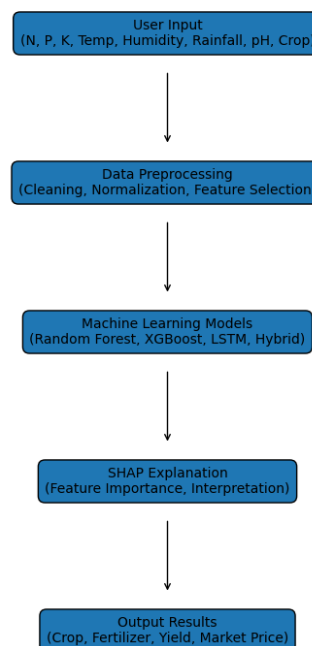 User Input
(N, P, K, Temp, Humidity, Rainfall, pH, Crop)
Data Preprocessing
(Cleaning, Normalization, Feature Selection)
Machine Learning Models
(Random Forest, XGBoost, LSTM, Hybrid)
SHAP Explanation
(Feature Importance, Interpretation)
Output Results
(Crop, Fertilizer, Yield, Market Price)